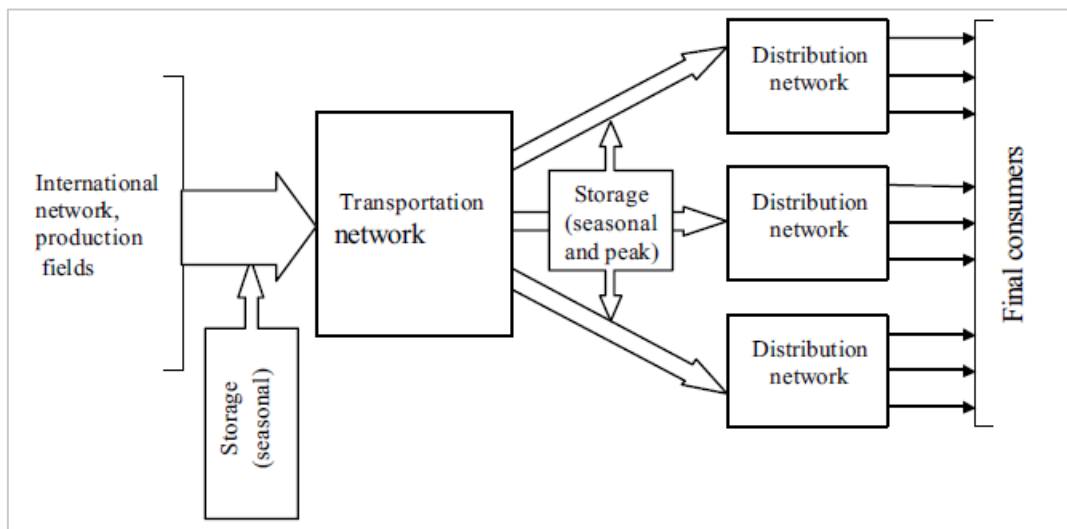 International
network,
production
fields
Storage
(seasonal)
Transportation
network
Storage
(seasonal
and peak)
Distribution
network
Distribution
network
Distribution
network
Final consumers